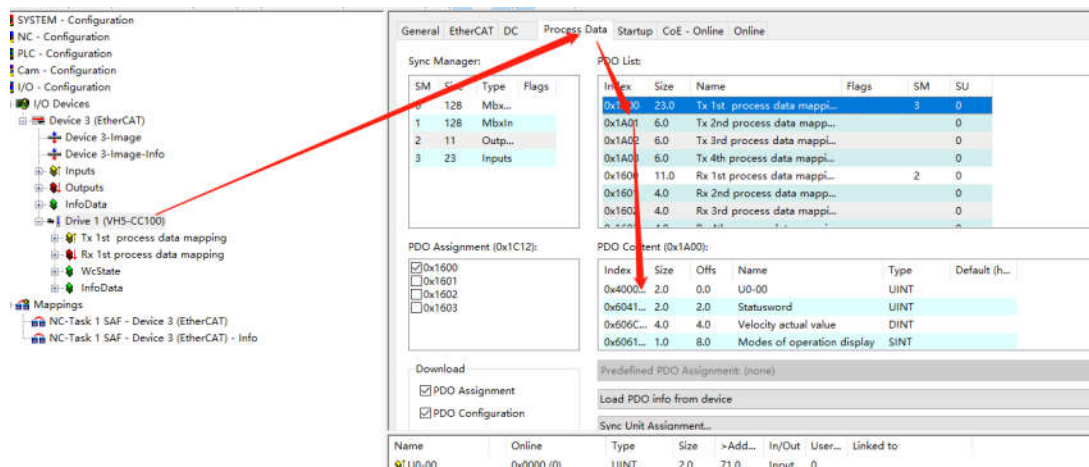 SYSTEM - Configuration
NC - Configuration
PLC - Configuration
Cam - Configuration
I/O - Configuration
I/O Devices
Device 3 (EtherCAT)
Device 3-Image
Device 3-Image-Info
Inputs
Outputs
InfoData
Drive 1 (VH5-CC100)
Tx 1st process data mapping
Rx 1st process data mapping
WcState
InfoData
Mappings
NC-Task 1 SAF - Device 3 (EtherCAT)
NC-Task 1 SAF - Device 3 (EtherCAT) - Info
General EtherCAT DC Process Data Startup CoE - Online Online
Sync Manager:
SM Size Type Flags
0 128 Mbx...
1 128 MbxIn
2 11 Outp...
3 23 Inputs
PDO List:
Index Size Name Flags SM SU
23.0 Tx 1st process data mappi... 3 0
0x1A01 6.0 Tx 2nd process data mapp... 0
0x1A02 6.0 Tx 3rd process data mappi... 0
0x1A03 6.0 Tx 4th process data mappi... 0
0x1600 11.0 Rx 1st process data mappi... 2 0
0x1601 4.0 Rx 2nd process data mapp... 0
0x1602 4.0 Rx 3rd process data mappi... 0
PDO Assignment (0x1C12):
0x1600
0x1601
0x1602
0x1603
PDO Content (0x1A00):
Index Size Offs Name Type Default (h...
0x4000... 2.0 0.0 U0-00 UINT
0x6041... 2.0 2.0 Statusword UINT
0x606C... 4.0 4.0 Velocity actual value DINT
0x6061... 1.0 8.0 Modes of operation display SINT
Download
PDO Assignment
PDO Configuration
Predefined PDO Assignment: (none)
Load PDO info from device
Sync Unit Assignment...
Name Online Type Size >Add... In/Out User... Linked to
U0-00 0x0000 (0) UINT 2.0 71.0 Input 0